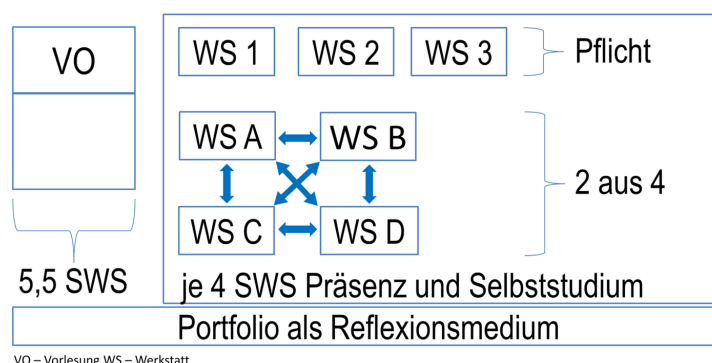 VO
WS 1
WS 2
WS 3
Pflicht
WS A
WS B
2 aus 4
WS C
WS D
5,5 SWS
je 4 SWS Präsenz und Selbststudium
Portfolio als Reflexionsmedium
VO – Vorlesung WS – Werkstatt.